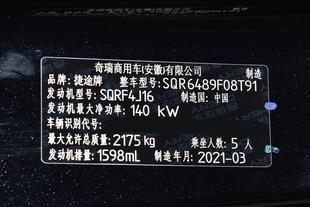 奇瑞商用车(安徽)有限公司 制造
品牌: 捷途牌 整车型号: SQR6489F08T91
发动机型号: SQRF4J16 制造国: 中国
发动机最大净功率: 140 kW
车辆识别代号:
最大允许总质量: 2175 kg 乘坐人数: 5 人
发动机排量: 1598mL 制造年月: 2021-03